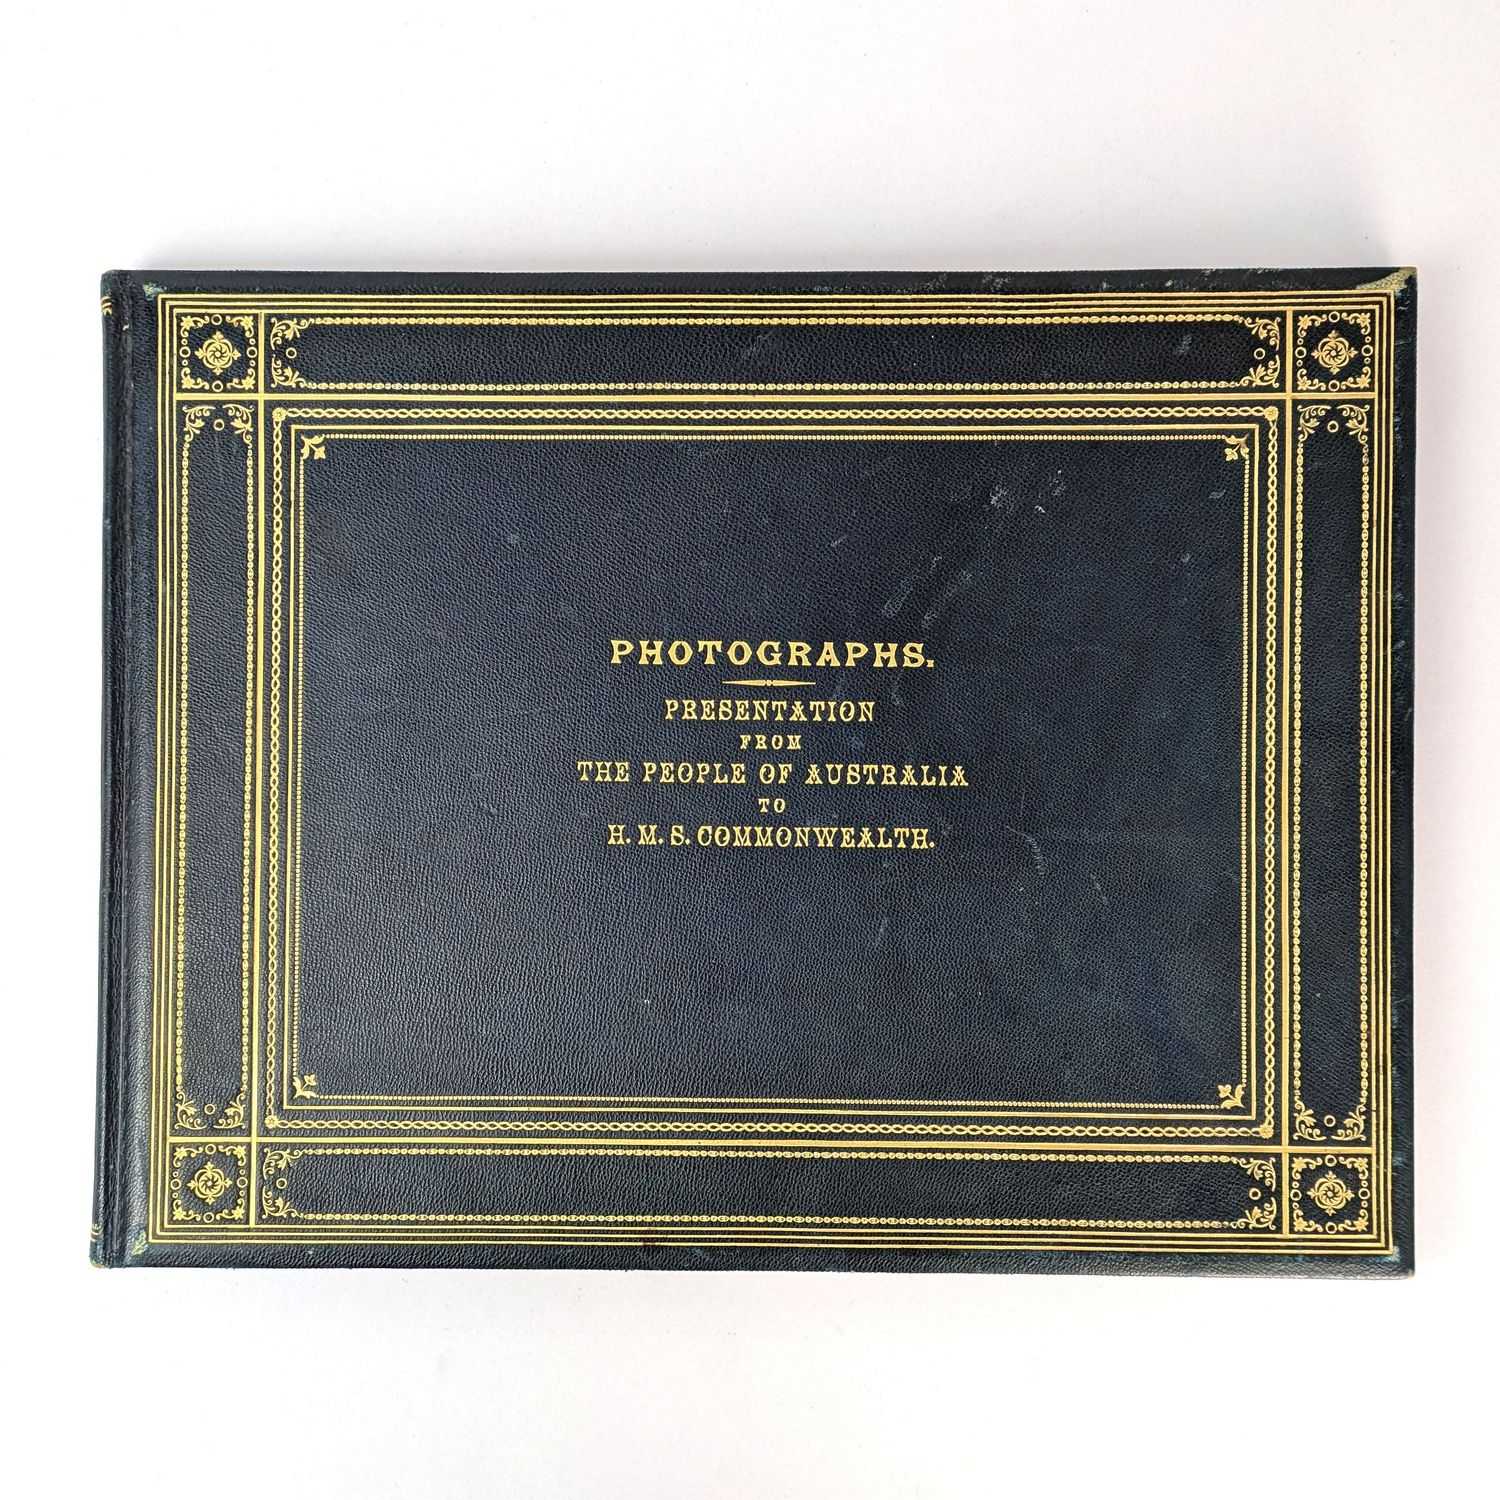 PHOTOGRAPHS.
PRESENTATION
FROM
THE PEOPLE OF AUSTRALIA
TO
H. M. S. COMMONWEALTH.